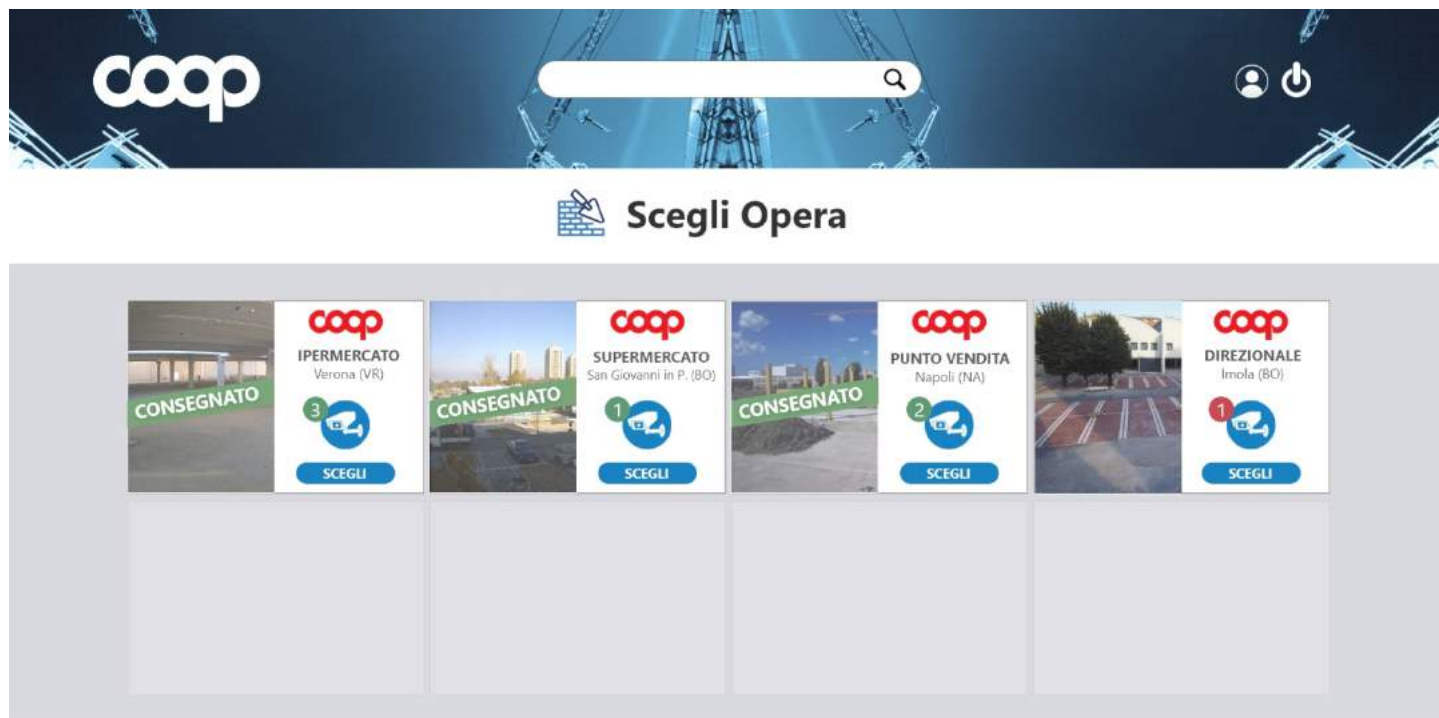 coop
Scegli Opera
CONSEGNATO
coop
IPERMERCATO
Verona (VR)
3
SCEGLI
CONSEGNATO
coop
SUPERMERCATO
San Giovanni in P. (BO)
1
SCEGLI
CONSEGNATO
coop
PUNTO VENDITA
Napoli (NA)
2
SCEGLI
coop
DIREZIONALE
Imola (BO)
1
SCEGLI